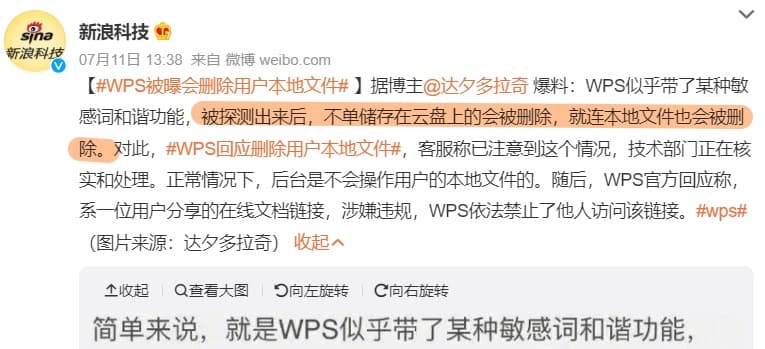 sina
新浪科技
新浪科技
07月11日 13:38 来自 微博 weibo.com
【#WPS被曝会删除用户本地文件# 】据博主@达夕多拉奇 爆料：WPS似乎带了某种敏
感词和谐功能，被探测出来后，不单储存在云盘上的会被删除，就连本地文件也会被删
除。对此，#WPS回应删除用户本地文件#，客服称已注意到这个情况，技术部门正在核
实和处理。正常情况下，后台是不会操作用户的本地文件的。随后，WPS官方回应称，
系一位用户分享的在线文档链接，涉嫌违规，WPS依法禁止了他人访问该链接。#wps#
（图片来源：达夕多拉奇） 收起
收起 查看大图 向左旋转 向右旋转
简单来说，就是WPS似乎带了某种敏感词和谐功能，